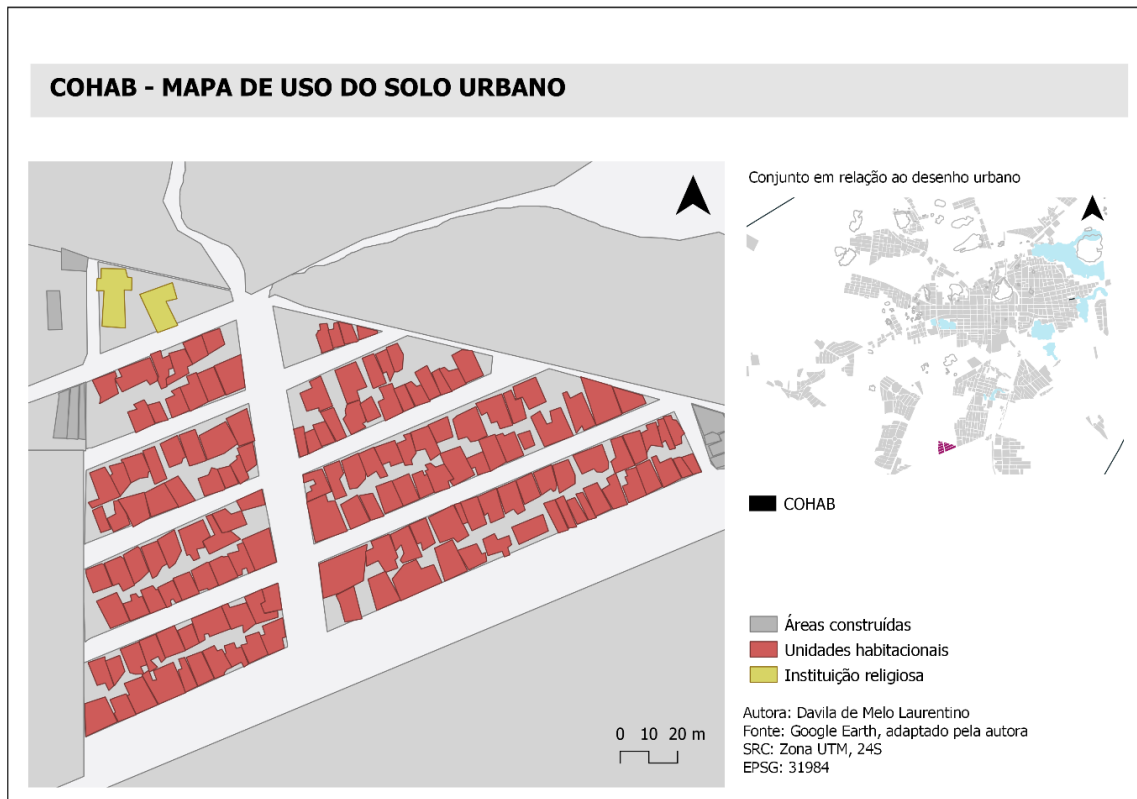 COHAB - MAPA DE USO DO SOLO URBANO
Conjunto em relação ao desenho urbano
COHAB
Áreas construídas
Unidades habitacionais
Instituição religiosa
0 10 20 m
Autora: Davila de Melo Laurentino
Fonte: Google Earth, adaptado pela autora
SRC: Zona UTM, 24S
EPSG: 31984